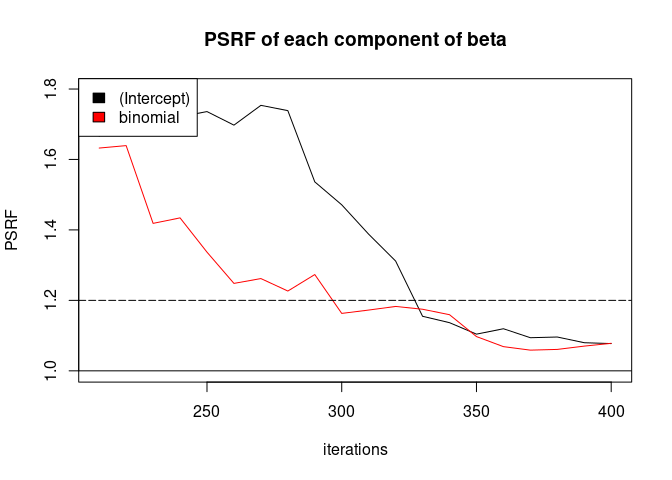 PSRF of each component of beta
(Intercept)
binomial
PSRF
1.8
1.6
1.4
1.2
1.0
250 300 350 400
iterations